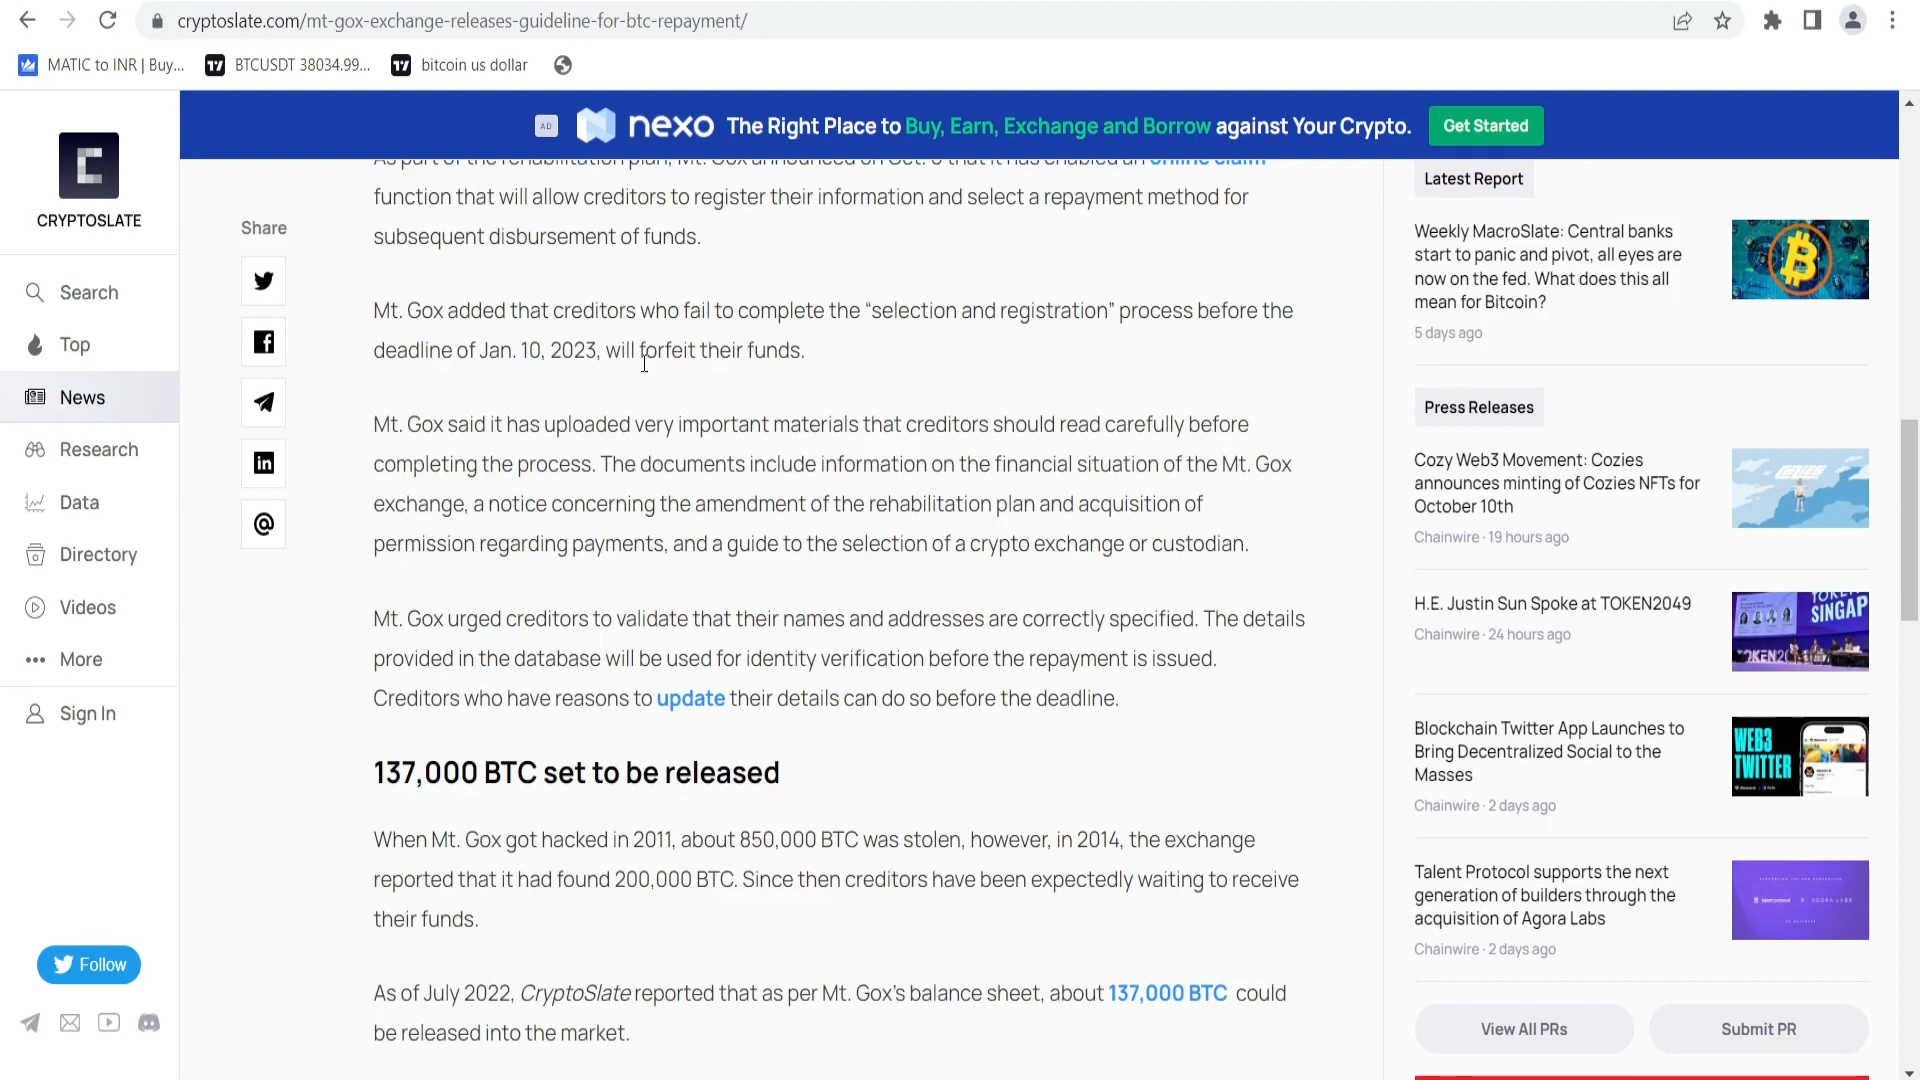 cryptoslate.com/mt-gox-exchange-releases-guideline-for-btc-repayment/
MATIC to INR | Buy...
BTCUSDT 38034.99...
bitcoin us dollar
AD
nexo The Right Place to Buy, Earn, Exchange and Borrow against Your Crypto.
Get Started
CRYPTOSLATE
Search
Top
News
Research
Data
Directory
Videos
More
Sign In
Follow
Share
online claim
function that will allow creditors to register their information and select a repayment method for
subsequent disbursement of funds.
Mt. Gox added that creditors who fail to complete the “selection and registration” process before the
deadline of Jan. 10, 2023, will forfeit their funds.
Mt. Gox said it has uploaded very important materials that creditors should read carefully before
completing the process. The documents include information on the financial situation of the Mt. Gox
exchange, a notice concerning the amendment of the rehabilitation plan and acquisition of
permission regarding payments, and a guide to the selection of a crypto exchange or custodian.
Mt. Gox urged creditors to validate that their names and addresses are correctly specified. The details
provided in the database will be used for identity verification before the repayment is issued.
Creditors who have reasons to update their details can do so before the deadline.
137,000 BTC set to be released
When Mt. Gox got hacked in 2011, about 850,000 BTC was stolen, however, in 2014, the exchange
reported that it had found 200,000 BTC. Since then creditors have been expectedly waiting to receive
their funds.
As of July 2022, CryptoSlate reported that as per Mt. Gox's balance sheet, about 137,000 BTC could
be released into the market.
Latest Report
Weekly MacroSlate: Central banks
start to panic and pivot, all eyes are
now on the fed. What does this all
mean for Bitcoin?
5 days ago
Press Releases
Cozy Web3 Movement: Cozies
announces minting of Cozies NFTs for
October 10th
Chainwire · 19 hours ago
H.E. Justin Sun Spoke at TOKEN2049
Chainwire · 24 hours ago
Blockchain Twitter App Launches to
Bring Decentralized Social to the
Masses
Chainwire · 2 days ago
WEB3
TWITTER
Talent Protocol supports the next
generation of builders through the
acquisition of Agora Labs
Chainwire · 2 days ago
View All PRs
Submit PR